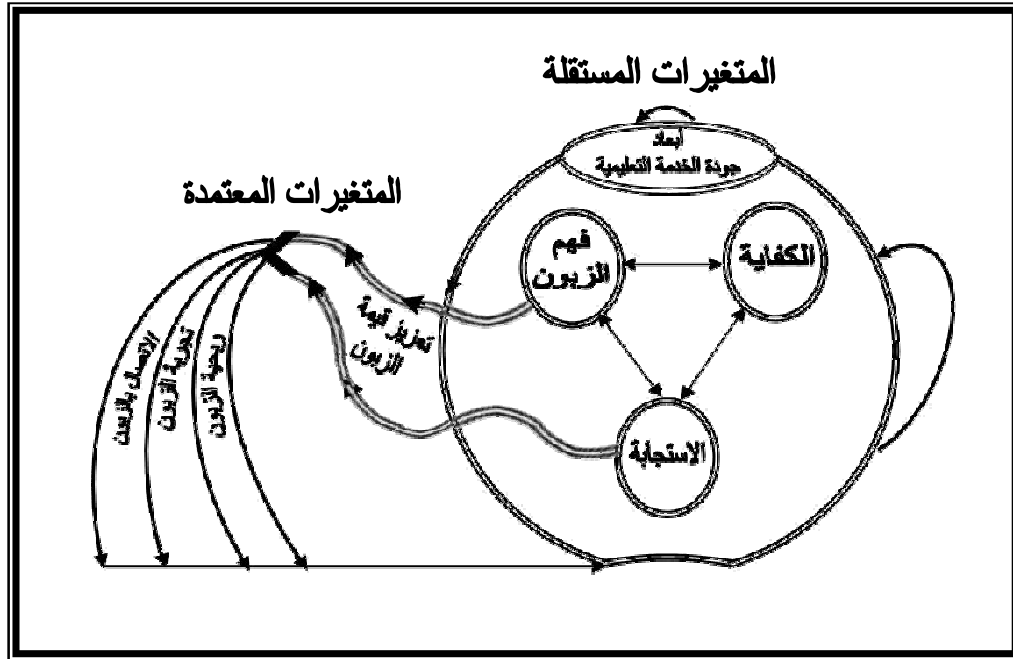 المتغيرات المستقلة
أبعاد
جودة الخدمة التعليمية
المتغيرات المعتمدة
فهم
الزبون
الكفاية
تعزيز قيمة
الزبون
الاتصال بالزبون
تجربة الزبون
ربحية الزبون
الاستجابة